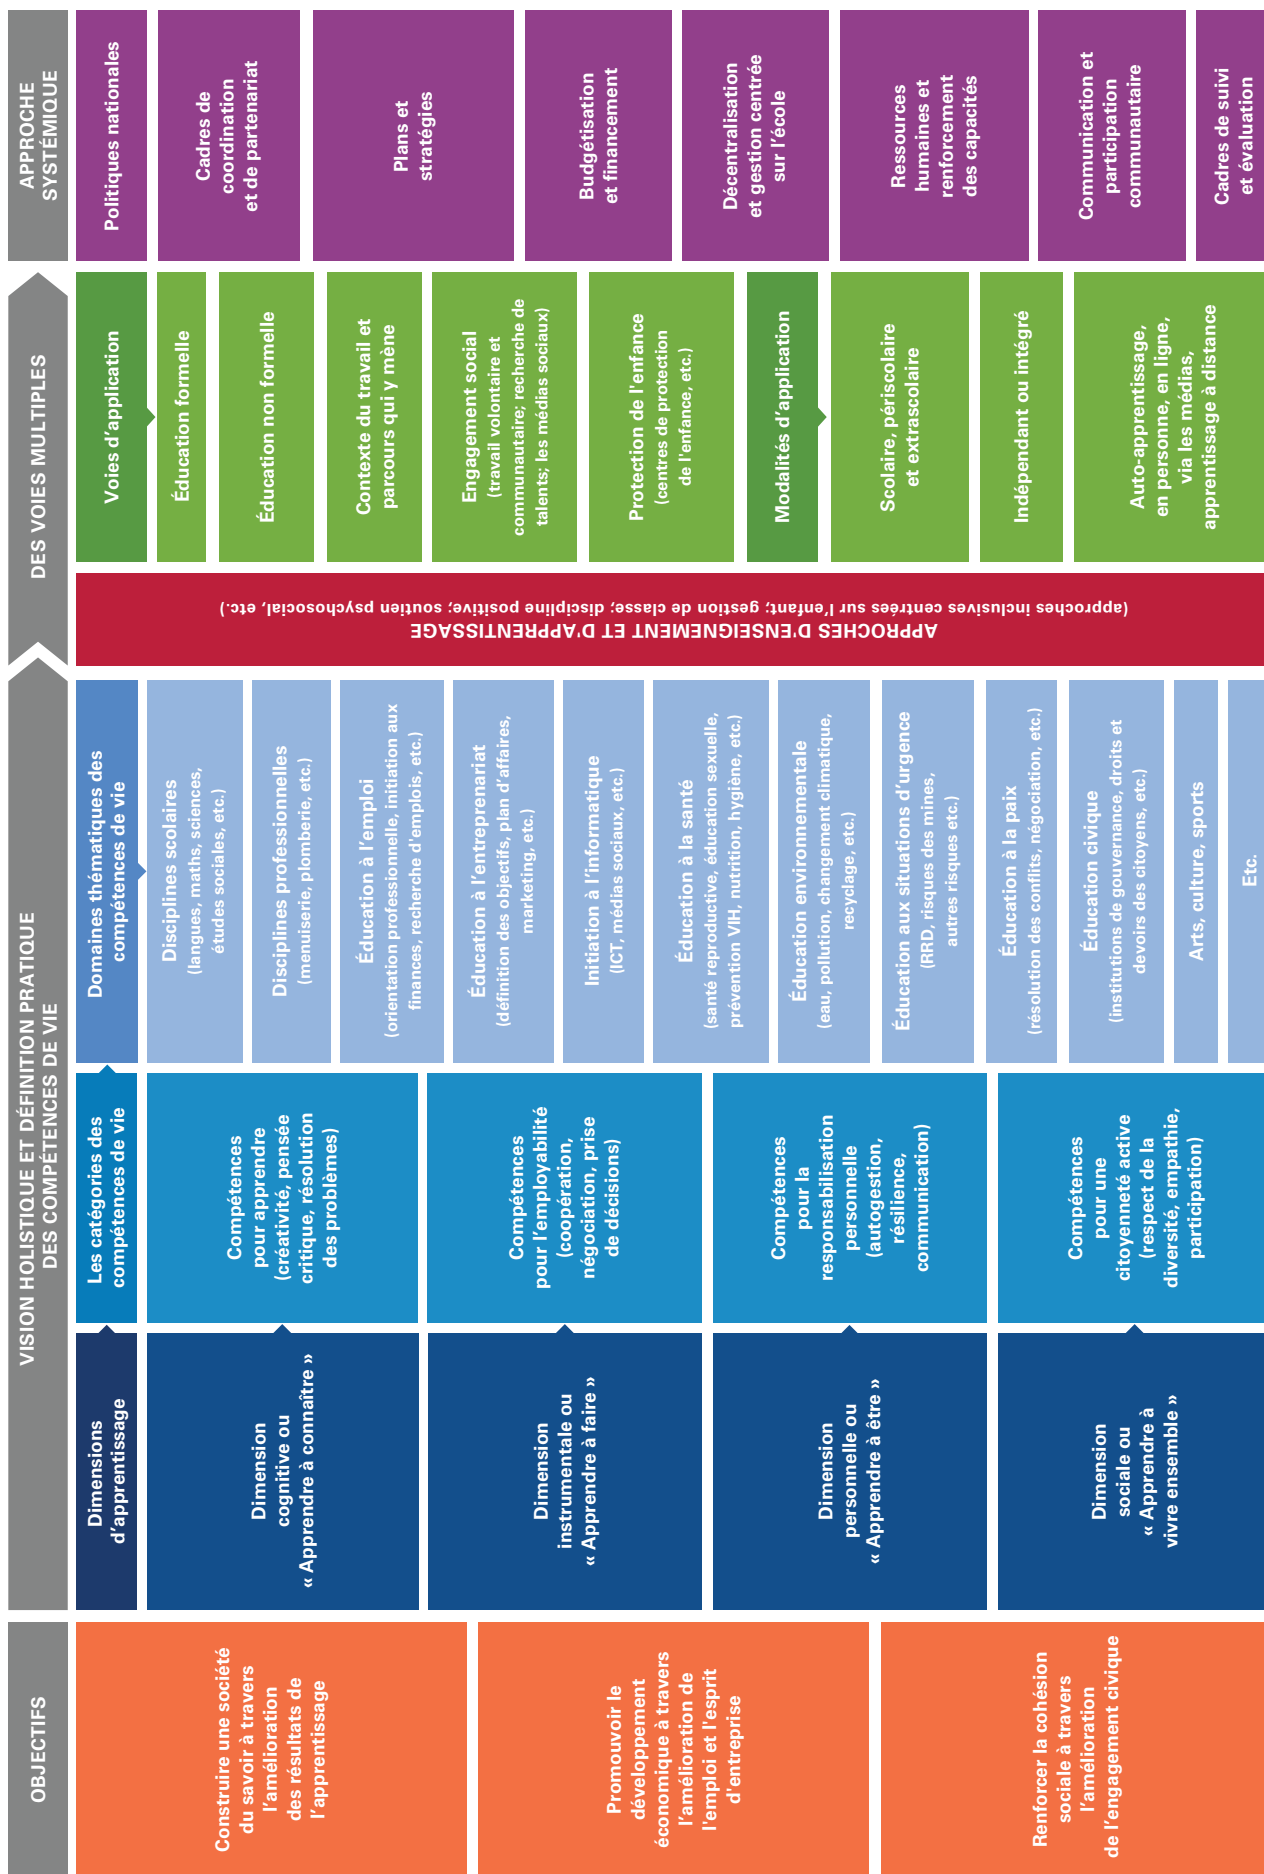 OBJECTIFS
Construire une société
du savoir à travers
l'amélioration
des résultats de
l'apprentissage
Promouvoir le
développement
économique à travers
l'amélioration de
l'emploi et l'esprit
d'entreprise
Renforcer la cohésion
sociale à travers
l'amélioration
de l'engagement civique
VISION HOLISTIQUE ET DÉFINITION PRATIQUE
DES COMPÉTENCES DE VIE
Dimensions
d'apprentissage
Dimension
cognitive ou
« Apprendre à connaître »
Dimension
instrumentale ou
« Apprendre à faire »
Dimension
personnelle ou
« Apprendre à être »
Dimension
sociale ou
« Apprendre à
vivre ensemble »
Les catégories des
compétences de vie
Compétences
pour apprendre
(créativité, pensée
critique, résolution
des problèmes)
Compétences
pour l'employabilité
(coopération,
négociation, prise
de décisions)
Compétences
pour la
responsabilisation
personnelle
(autogestion,
résilience,
communication)
Compétences
pour une
citoyenneté active
(respect de la
diversité, empathie,
participation)
Domaines thématiques des
compétences de vie
Disciplines scolaires
(langues, maths, sciences,
études sociales, etc.)
Disciplines professionnelles
(menuiserie, plomberie, etc.)
Éducation à l'emploi
(orientation professionnelle, initiation aux
finances, recherche d'emplois, etc.)
Éducation à l'entreprenariat
(définition des objectifs, plan d'affaires,
marketing, etc.)
Initiation à l'informatique
(ICT, médias sociaux, etc.)
Éducation à la santé
(santé reproductive, éducation sexuelle,
prévention VIH, nutrition, hygiène, etc.)
Éducation environnementale
(eau, pollution, changement climatique,
recyclage, etc.)
Éducation aux situations d'urgence
(RRD, risques des mines,
autres risques etc.)
Éducation à la paix
(résolution des conflits, négociation, etc.)
Éducation civique
(institutions de gouvernance, droits et
devoirs des citoyens, etc.)
Arts, culture, sports
Etc.
APPROCHES D'ENSEIGNEMENT ET D'APPRENTISSAGE
(approches inclusives centrées sur l'enfant; gestion de classe; discipline positive; soutien psychosocial, etc.)
DES VOIES MULTIPLES
Voies d'application
Éducation formelle
Éducation non formelle
Contexte du travail et
parcours qui y mène
Engagement social
(travail volontaire et
communautaire; recherche de
talents; les médias sociaux)
Protection de l'enfance
(centres de protection
de l'enfance, etc.)
Modalités d'application
Scolaire, périscolaire
et extrascolaire
Indépendant ou intégré
Auto-apprentissage,
en personne, en ligne,
via les médias,
apprentissage à distance
APPROCHE
SYSTÉMIQUE
Politiques nationales
Cadres de
coordination
et de partenariat
Plans et
stratégies
Budgétisation
et financement
Décentralisation
et gestion centrée
sur l'école
Ressources
humaines et
renforcement
des capacités
Communication et
participation
communautaire
Cadres de suivi
et évaluation